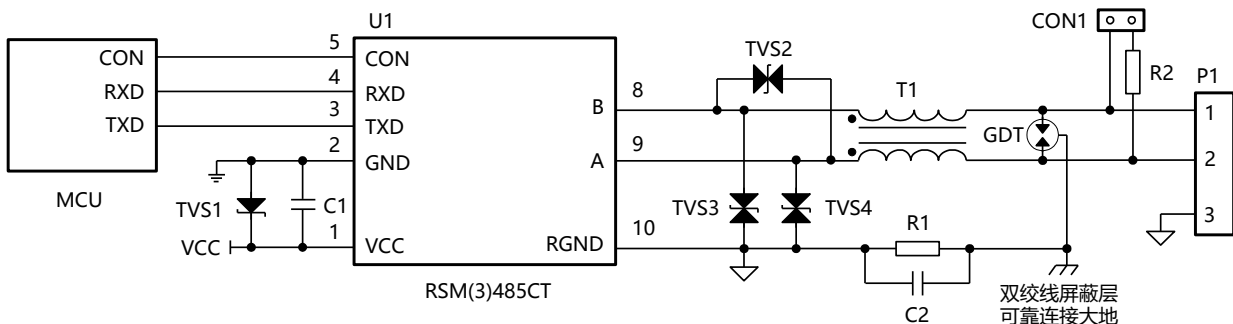 U1
CON1
CON
RXD
TXD
MCU
5
4
3
2
1
CON
RXD
TXD
GND
VCC
B
A
RGND
RSM(3)485CT
8
9
10
TVS1
C1
VCC
TVS2
TVS3
TVS4
T1
GDT
R2
P1
1
2
3
R1
C2
双绞线屏蔽层
可靠连接大地